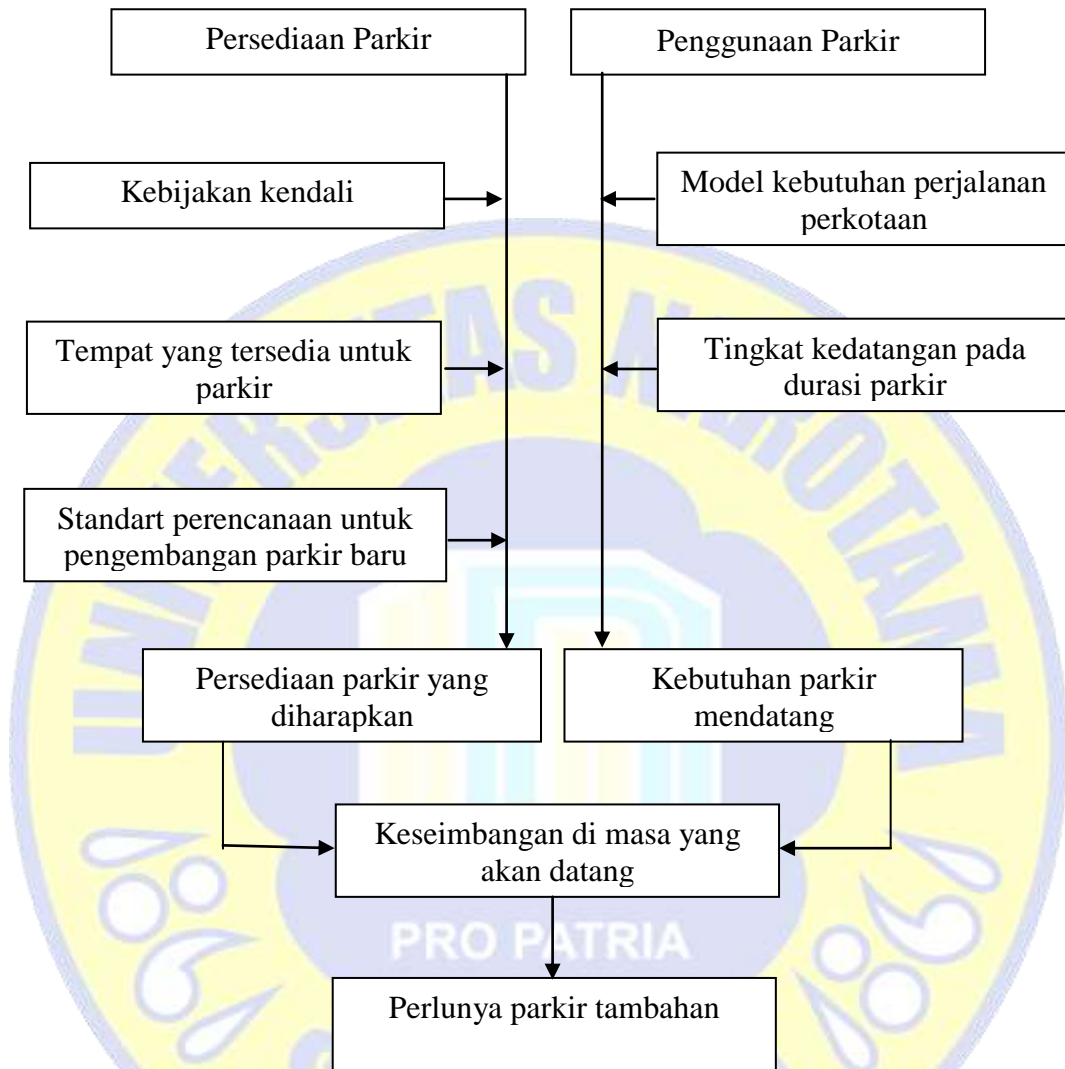 Persediaan Parkir
Penggunaan Parkir
Kebijakan kendali
Model kebutuhan perjalanan
perkotaan
Tempat yang tersedia untuk
parkir
Tingkat kedatangan pada
durasi parkir
Standart perencanaan untuk
pengembangan parkir baru
Persediaan parkir yang
diharapkan
Kebutuhan parkir
mendatang
Keseimbangan di masa yang
akan datang
PRO PATRIA
Perlunya parkir tambahan